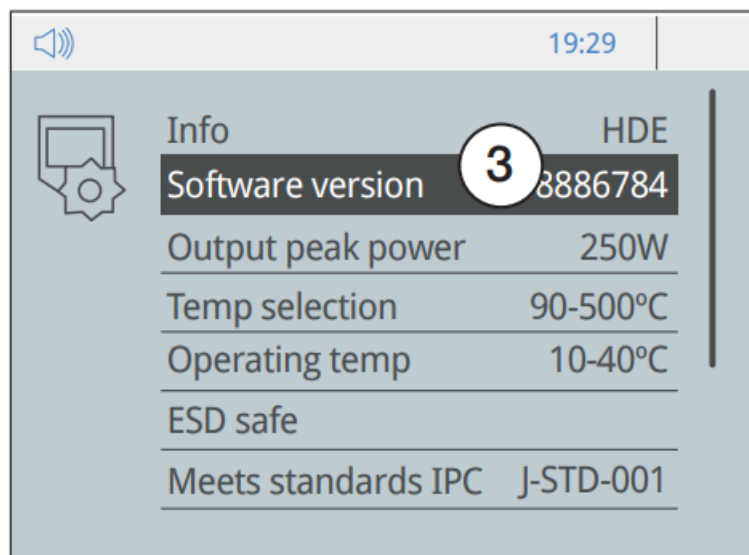 19:29
Info HDE
Software version 3 8886784
Output peak power 250W
Temp selection 90-500ºC
Operating temp 10-40ºC
ESD safe
Meets standards IPC J-STD-001